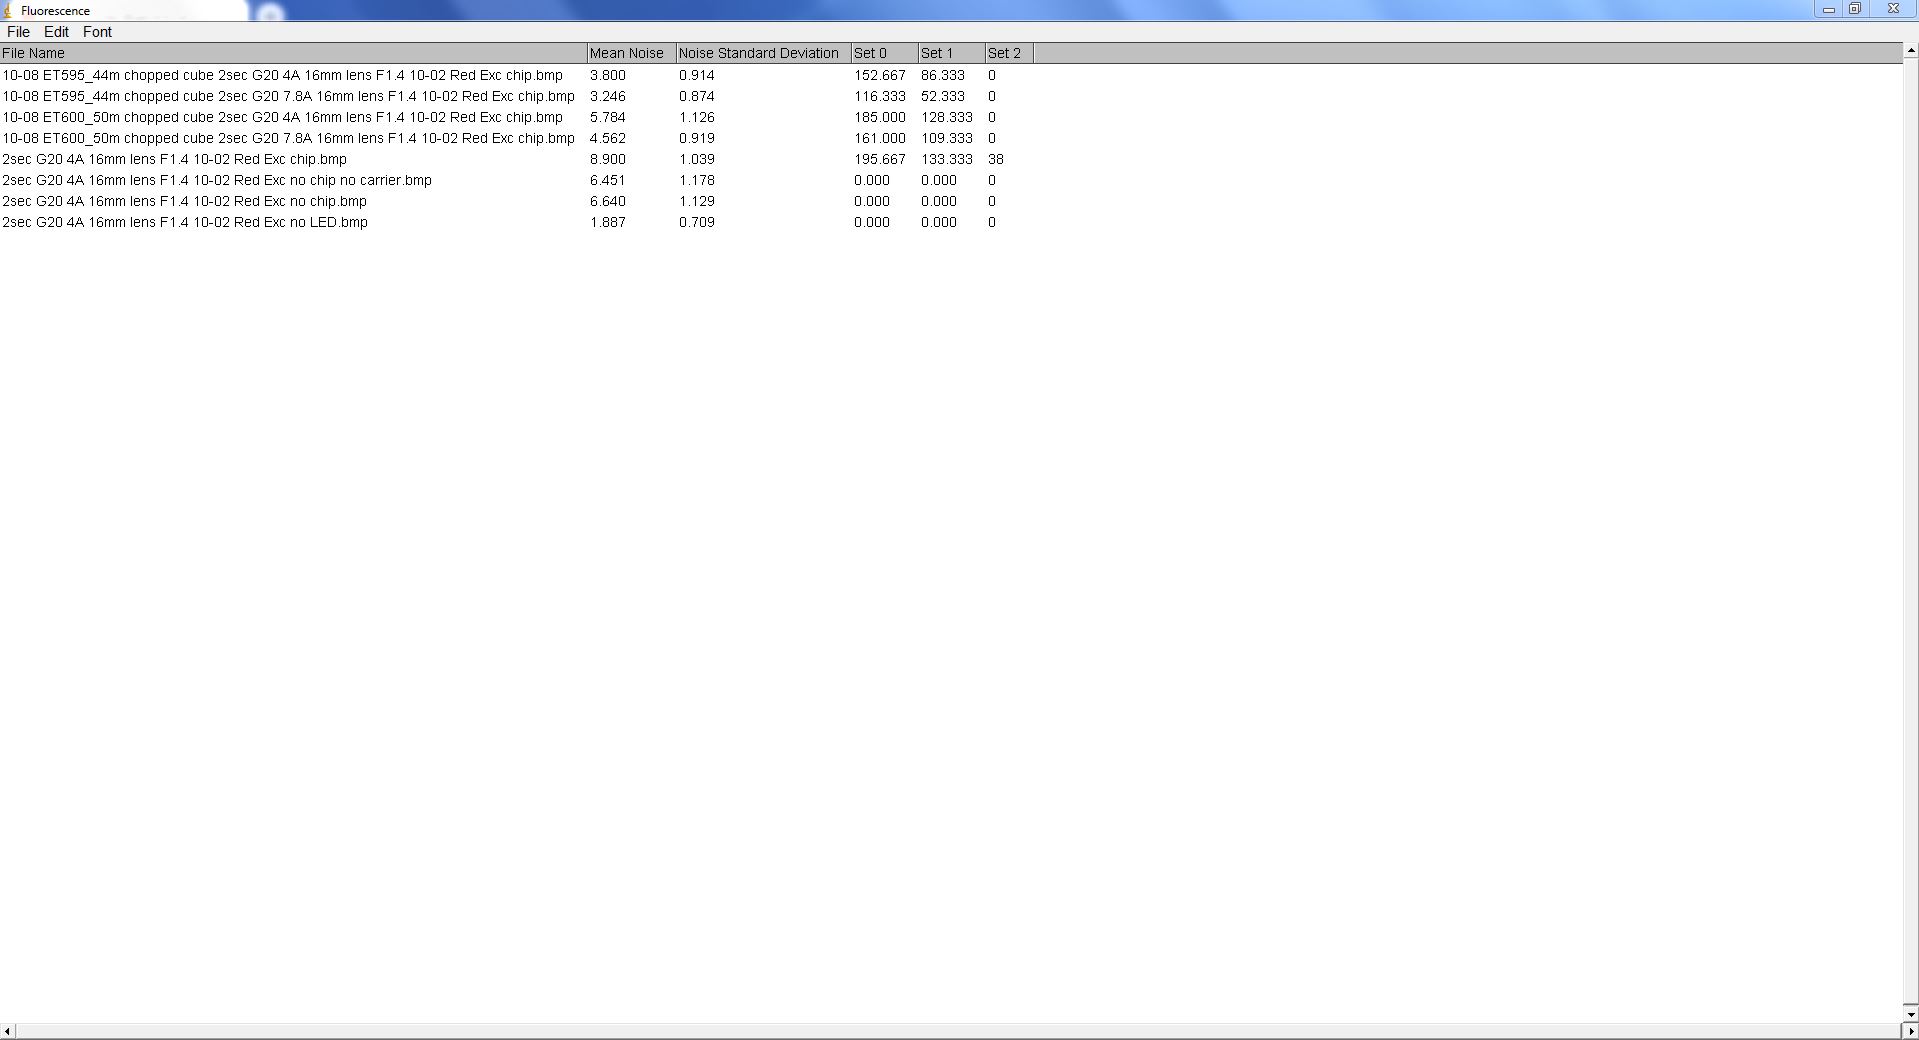 Fluorescence
File Edit Font
File Name Mean Noise Noise Standard Deviation Set 0 Set 1 Set 2
10-08 ET595_44m chopped cube 2sec G20 4A 16mm lens F1.4 10-02 Red Exc chip.bmp 3.800 0.914 152.667 86.333 0
10-08 ET595_44m chopped cube 2sec G20 7.8A 16mm lens F1.4 10-02 Red Exc chip.bmp 3.246 0.874 116.333 52.333 0
10-08 ET600_50m chopped cube 2sec G20 4A 16mm lens F1.4 10-02 Red Exc chip.bmp 5.784 1.126 185.000 128.333 0
10-08 ET600_50m chopped cube 2sec G20 7.8A 16mm lens F1.4 10-02 Red Exc chip.bmp 4.562 0.919 161.000 109.333 0
2sec G20 4A 16mm lens F1.4 10-02 Red Exc chip.bmp 8.900 1.039 195.667 133.333 38
2sec G20 4A 16mm lens F1.4 10-02 Red Exc no chip no carrier.bmp 6.451 1.178 0.000 0.000 0
2sec G20 4A 16mm lens F1.4 10-02 Red Exc no chip.bmp 6.640 1.129 0.000 0.000 0
2sec G20 4A 16mm lens F1.4 10-02 Red Exc no LED.bmp 1.887 0.709 0.000 0.000 0